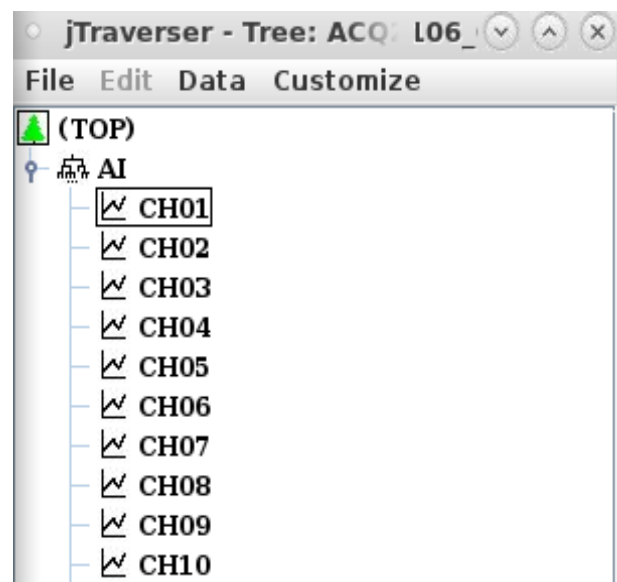 jTraverser - Tree: ACQ L06_
File Edit Data Customize
(TOP)
AI
CH01
CH02
CH03
CH04
CH05
CH06
CH07
CH08
CH09
CH10